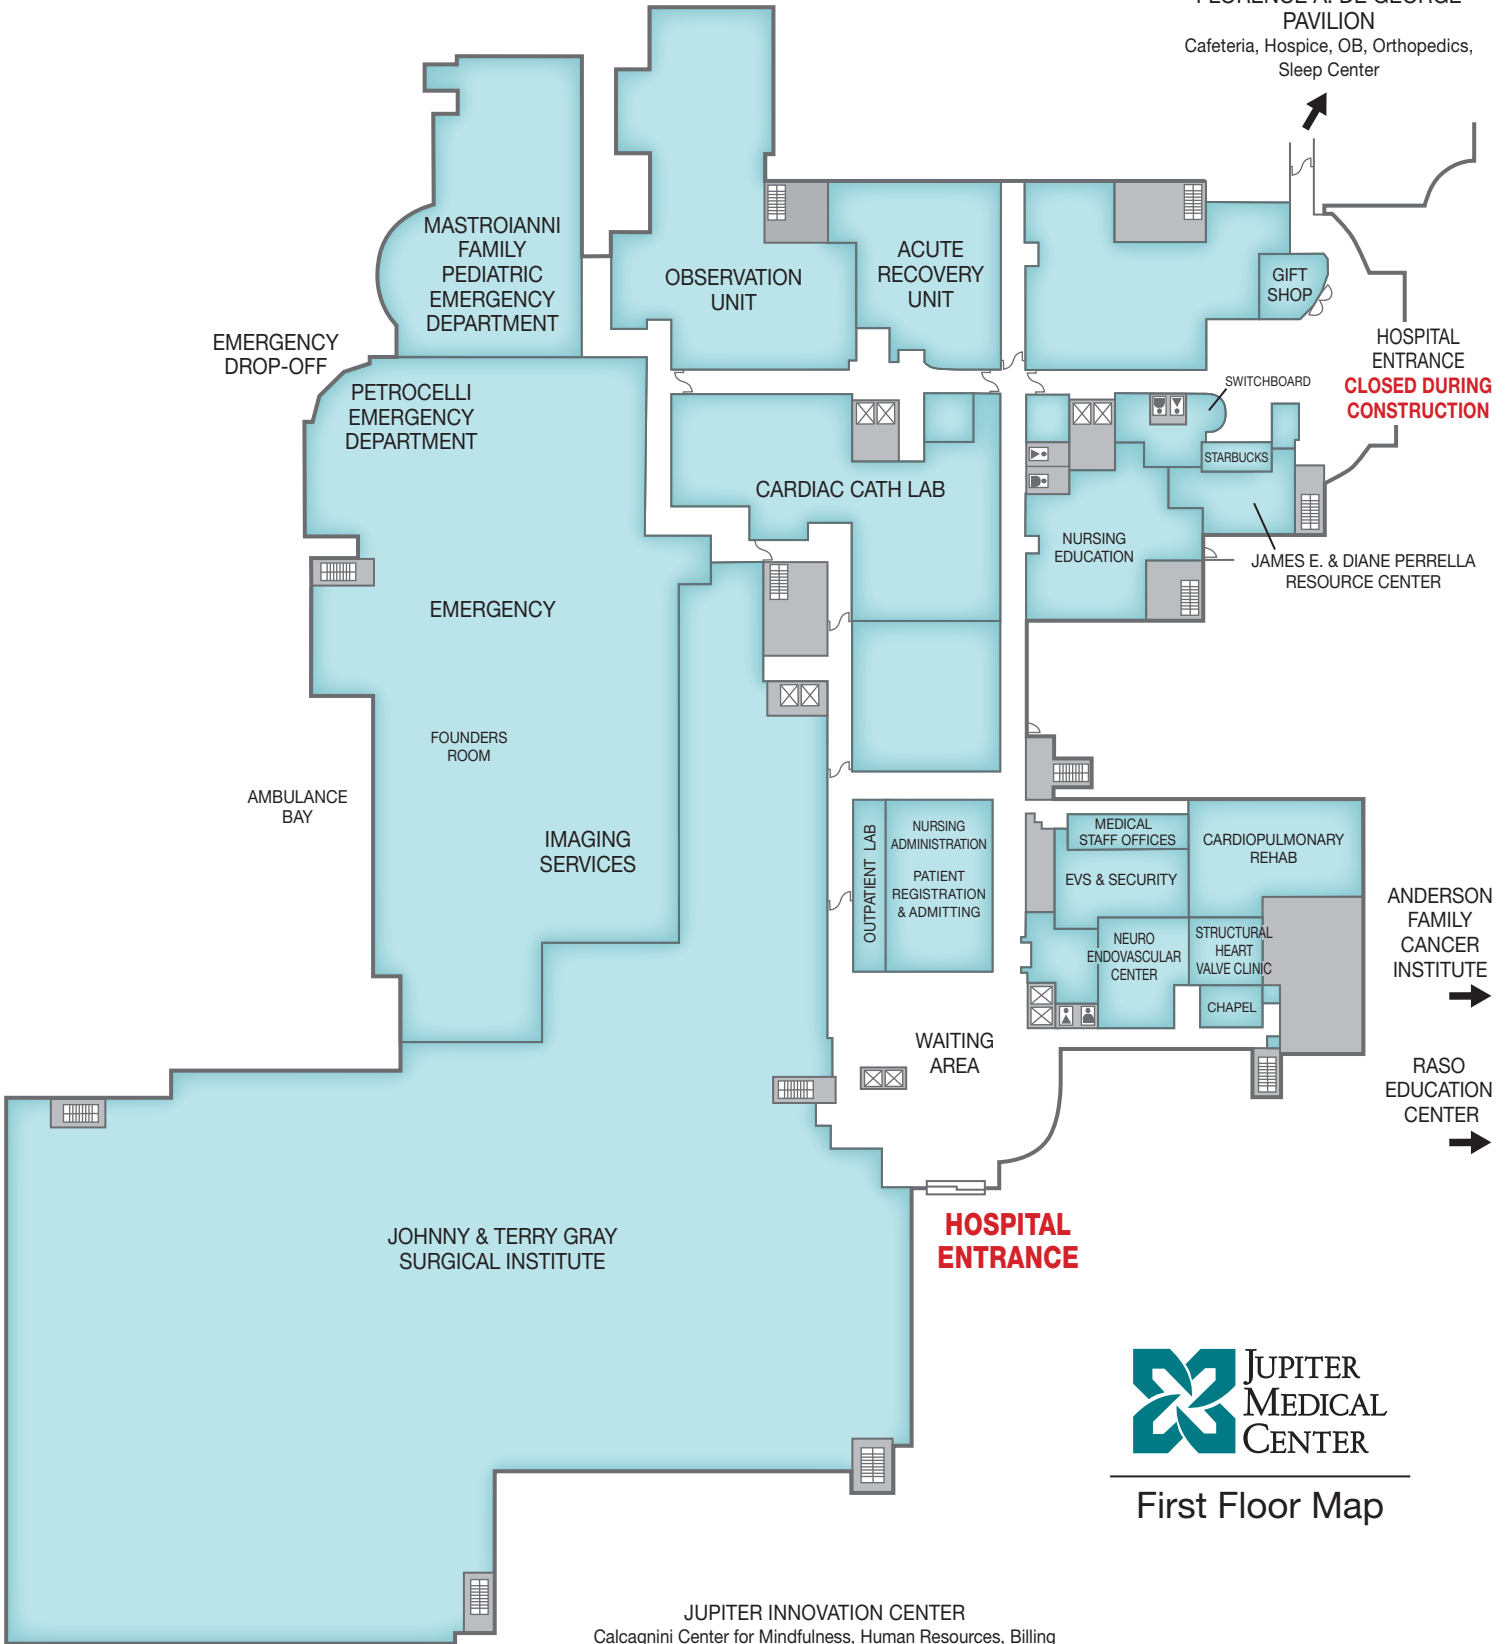 FLORENCE A. DE GEORGE
PAVILION
Cafeteria, Hospice, OB, Orthopedics,
Sleep Center
MASTROIANNI
FAMILY
PEDIATRIC
EMERGENCY
DEPARTMENT
OBSERVATION
UNIT
ACUTE
RECOVERY
UNIT
GIFT
SHOP
EMERGENCY
DROP-OFF
HOSPITAL
ENTRANCE
CLOSED DURING
CONSTRUCTION
PETROCELLI
EMERGENCY
DEPARTMENT
SWITCHBOARD
STARBUCKS
CARDIAC CATH LAB
NURSING
EDUCATION
JAMES E. & DIANE PERRELLA
RESOURCE CENTER
EMERGENCY
FOUNDERS
ROOM
AMBULANCE
BAY
IMAGING
SERVICES
OUTPATIENT LAB
NURSING
ADMINISTRATION
PATIENT
REGISTRATION
& ADMITTING
MEDICAL
STAFF OFFICES
CARDIOPULMONARY
REHAB
EVS & SECURITY
NEURO
ENDOVASCULAR
CENTER
STRUCTURAL
HEART
VALVE CLINIC
CHAPEL
ANDERSON
FAMILY
CANCER
INSTITUTE
WAITING
AREA
RASO
EDUCATION
CENTER
HOSPITAL
ENTRANCE
JOHNNY & TERRY GRAY
SURGICAL INSTITUTE
JUPITER
MEDICAL
CENTER
First Floor Map
JUPITER INNOVATION CENTER
Calcagnini Center for Mindfulness, Human Resources, Billing